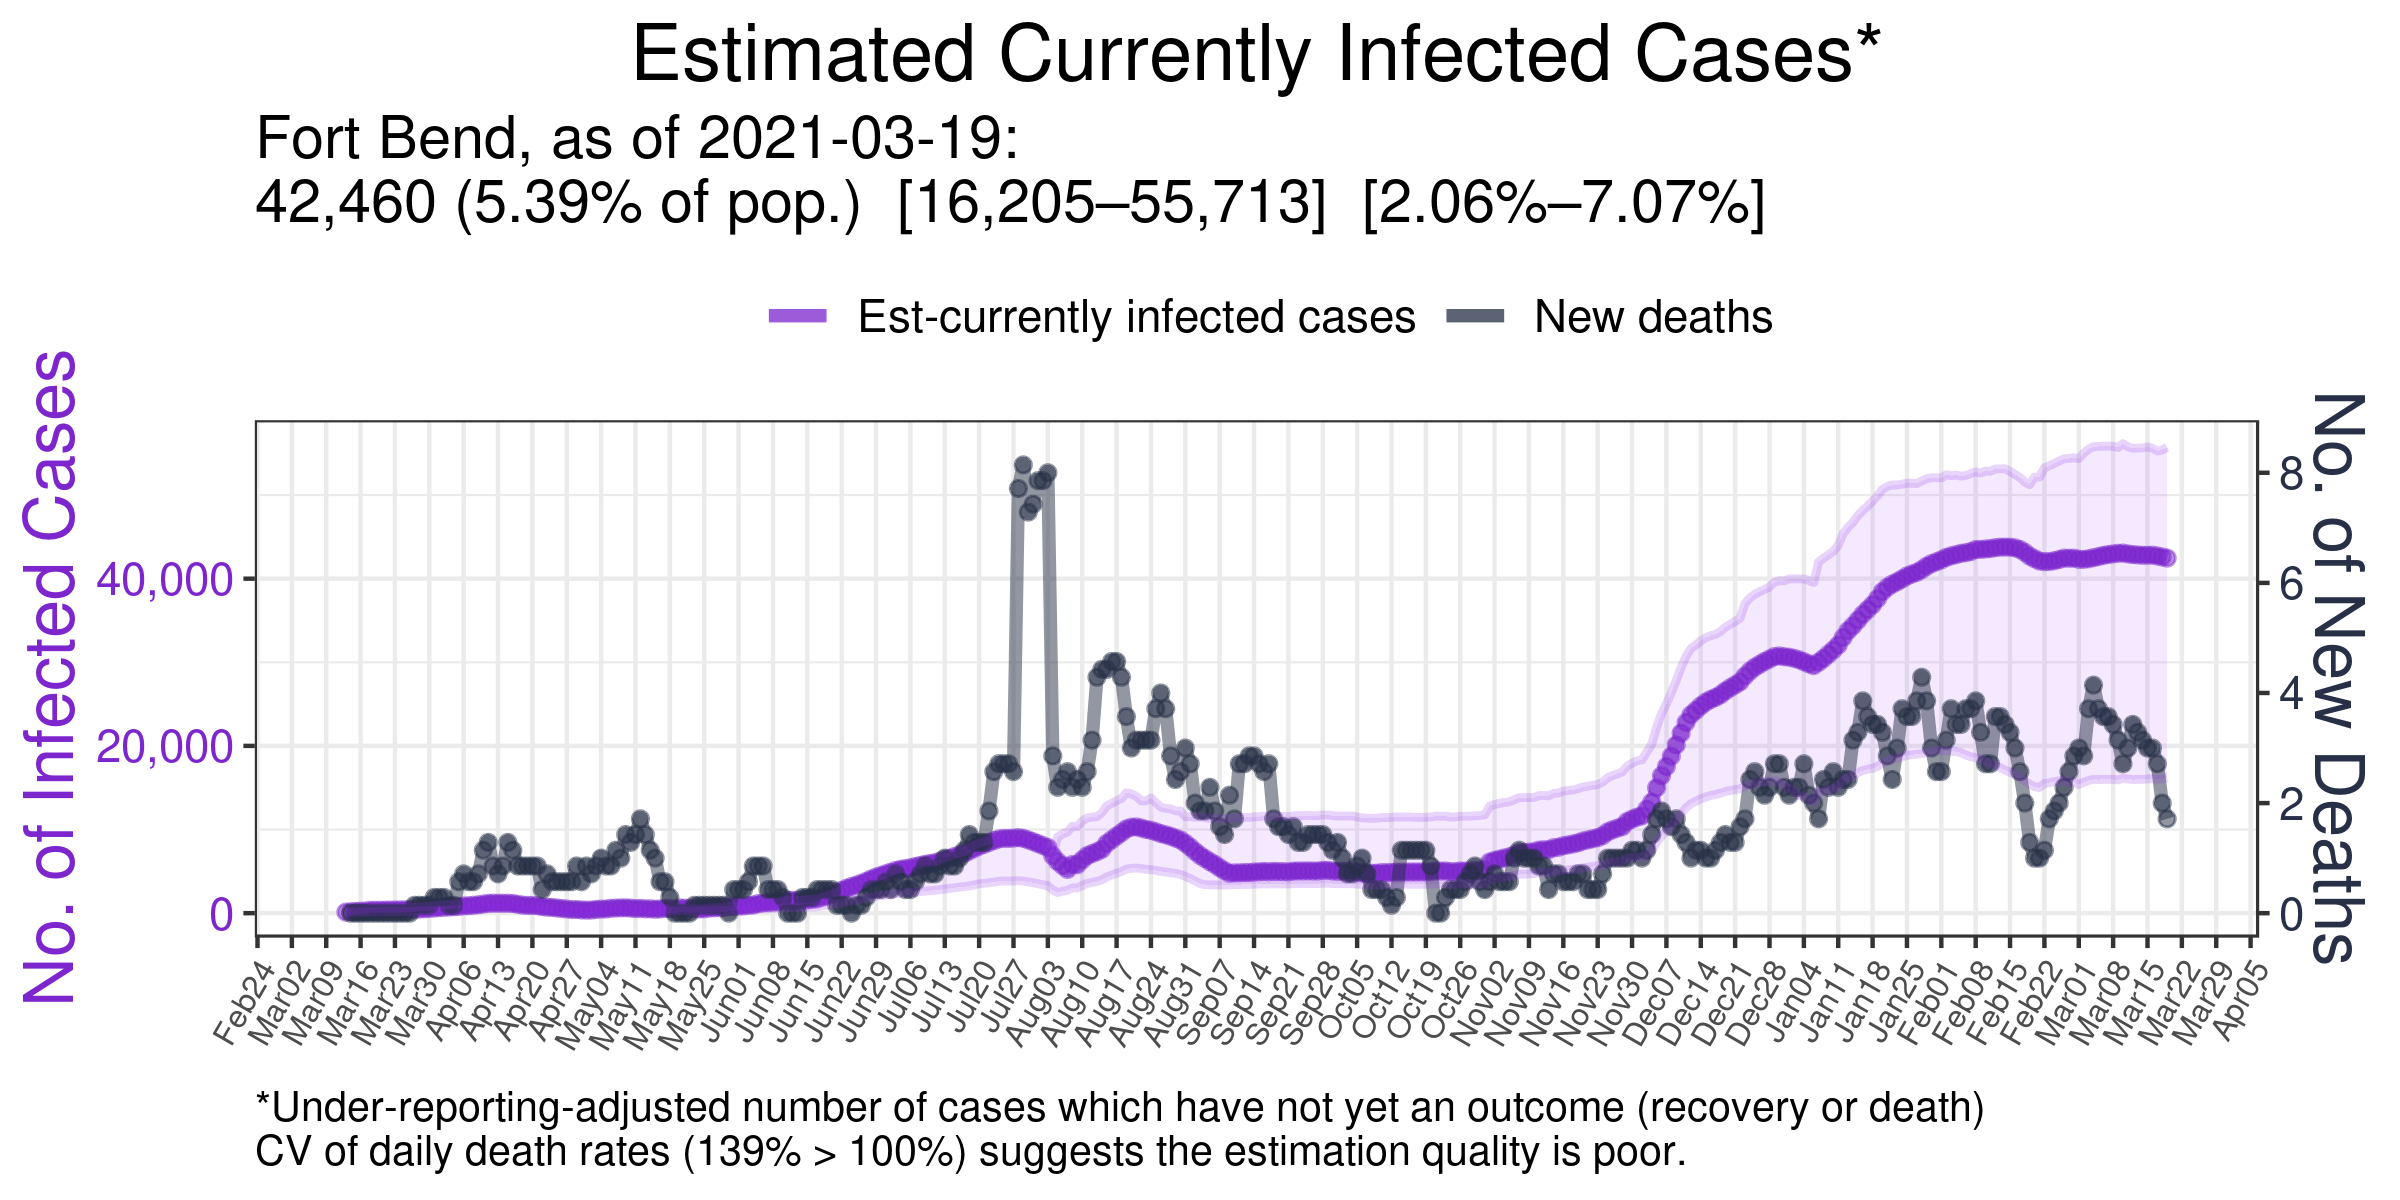 Estimated Currently Infected Cases*
Fort Bend, as of 2021-03-19:
42,460 (5.39% of pop.) [16,205–55,713] [2.06%–7.07%]
Est-currently infected cases New deaths
No. of Infected Cases
40,000
20,000
0
8
6
4
2
0
No. of New Deaths
Feb24 Mar02 Mar09 Mar16 Mar23 Mar30 Apr06 Apr13 Apr20 Apr27 May04 May11 May18 May25 Jun01 Jun08 Jun15 Jun22 Jun29 Jul06 Jul13 Jul20 Jul27 Aug03 Aug10 Aug17 Aug24 Aug31 Sep07 Sep14 Sep21 Sep28 Oct05 Oct12 Oct19 Oct26 Nov02 Nov09 Nov16 Nov23 Nov30 Dec07 Dec14 Dec21 Dec28 Jan04 Jan11 Jan18 Jan25 Feb01 Feb08 Feb15 Feb22 Mar01 Mar08 Mar15 Mar22 Mar29 Apr05
*Under-reporting-adjusted number of cases which have not yet an outcome (recovery or death)
CV of daily death rates (139% > 100%) suggests the estimation quality is poor.